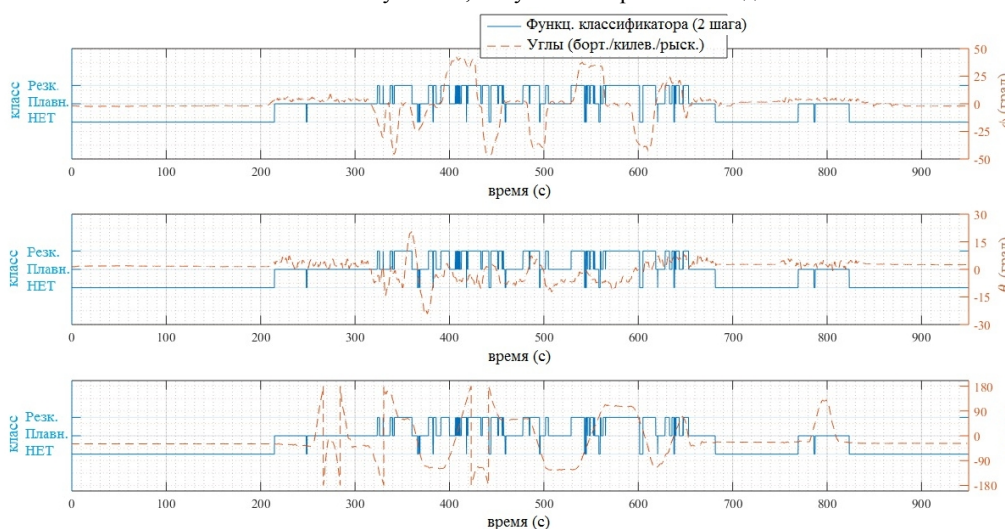 Функц. классификатора (2 шага)
Углы (борт./килев./рыск.)
класс
Резк.
Плавн.
НЕТ
50
25
0
-25
-50
ϕ (град)
0 100 200 300 400 500 600 700 800 900
время (с)
класс
Резк.
Плавн.
НЕТ
30
15
0
-15
-30
θ (град)
0 100 200 300 400 500 600 700 800 900
время (с)
класс
Резк.
Плавн.
НЕТ
180
90
0
-90
-180
0 100 200 300 400 500 600 700 800 900
время (с)